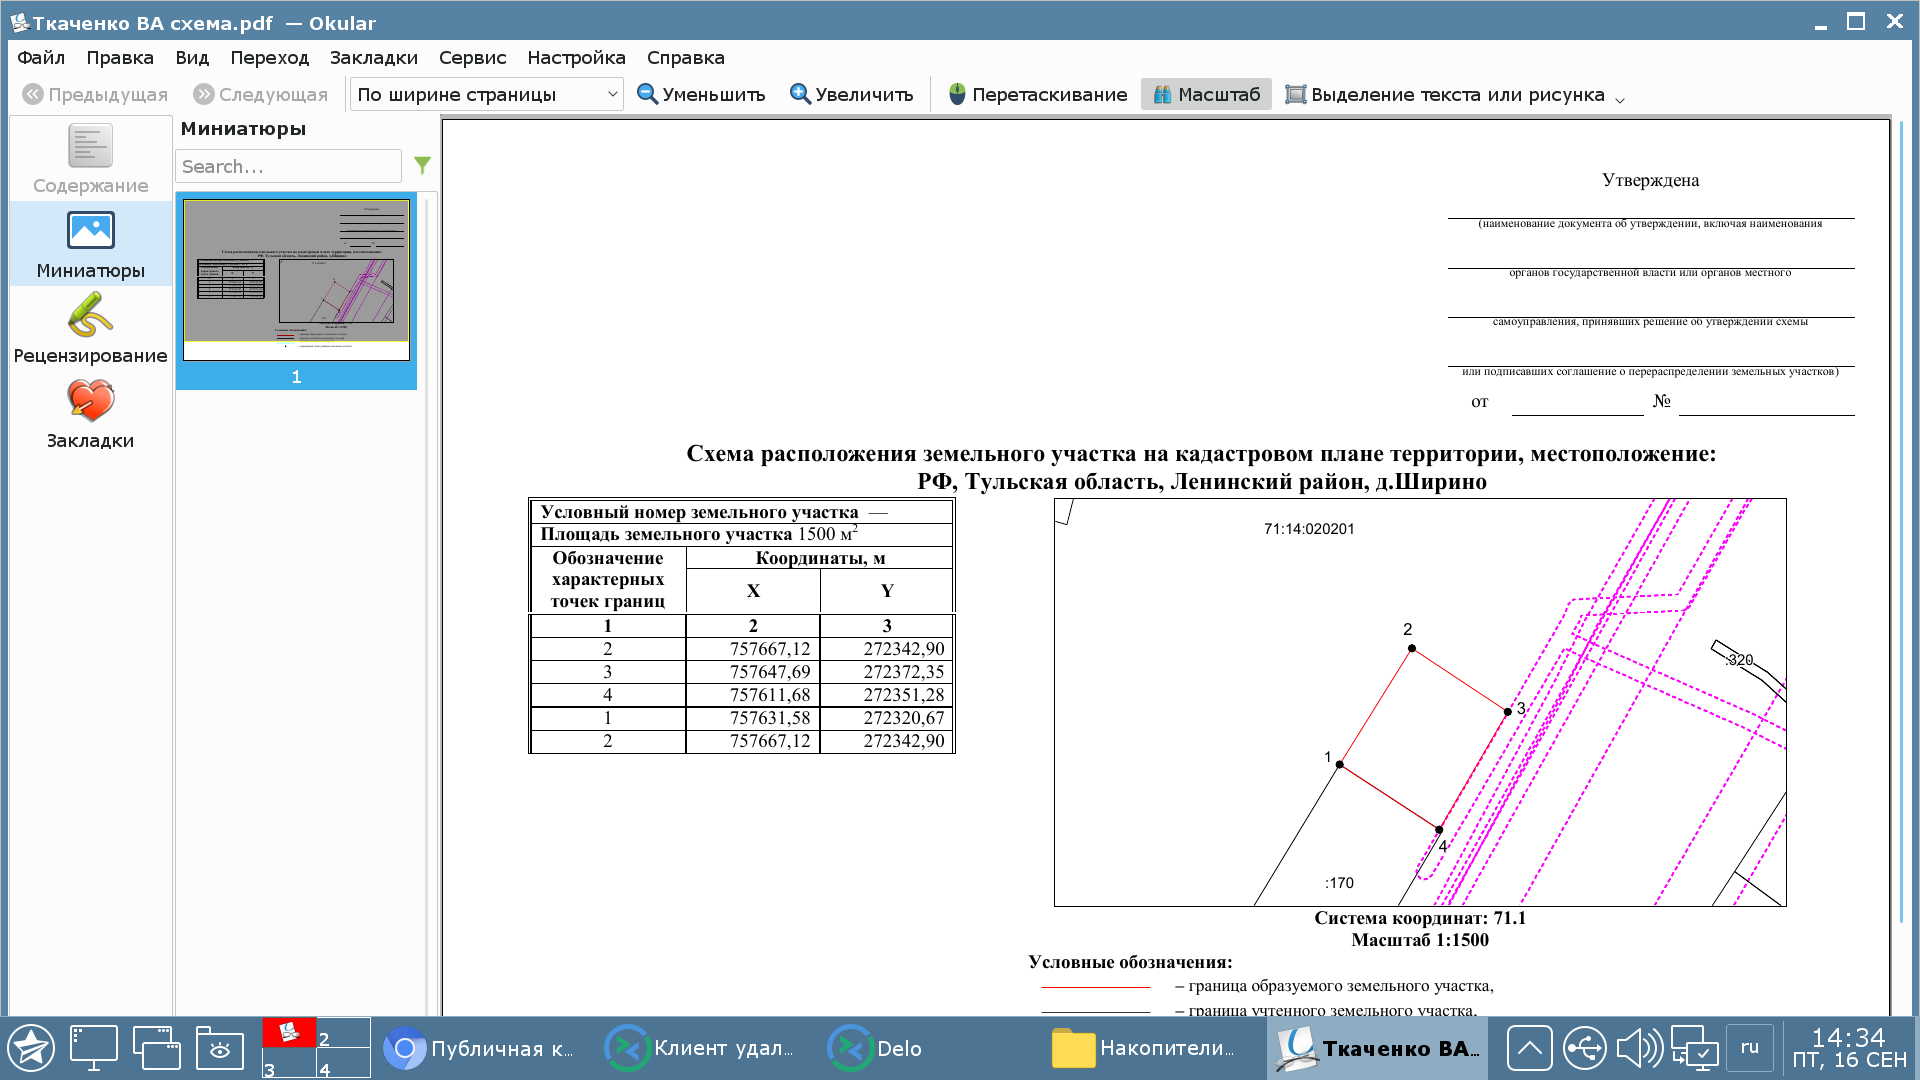 Ткаченко ВА схема.pdf — Okular
Файл Правка Вид Переход Закладки Сервис Настройка Справка
Предыдущая Следующая По ширине страницы Уменьшить Увеличить Перетаскивание Масштаб Выделение текста или рисунка
Содержание
Миниатюры
Рецензирование
Закладки
Миниатюры
Search...
1
Утверждена
(наименование документа об утверждении, включая наименования
органов государственной власти или органов местного
самоуправления, принявших решение об утверждении схемы
или подписавших соглашение о перераспределении земельных участков)
от №
Схема расположения земельного участка на кадастровом плане территории, местоположение:
РФ, Тульская область, Ленинский район, д.Ширино
Условный номер земельного участка —
Площадь земельного участка 1500 м²
Обозначение характерных точек границ Координаты, м
X Y
1 2 3
2 757667,12 272342,90
3 757647,69 272372,35
4 757611,68 272351,28
1 757631,58 272320,67
2 757667,12 272342,90
71:14:020201
2
:320
3
1
4
:170
Система координат: 71.1
Масштаб 1:1500
Условные обозначения:
– граница образуемого земельного участка,
– граница учтенного земельного участка,
2
3 4
Публичная к...
Клиент удал...
Delo
Накопители...
Ткаченко ВА...
ru
14:34
ПТ, 16 СЕН